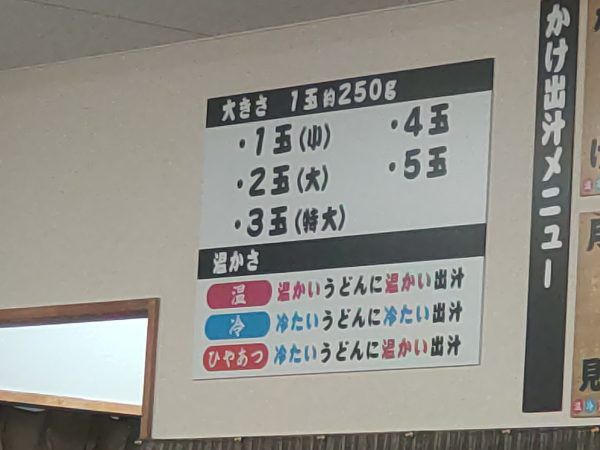 大きさ 1玉約250g
・1玉(小)
・2玉(大)
・3玉(特大)
・4玉
・5玉
温かさ
温 温かいうどんに温かい出汁
冷 冷たいうどんに冷たい出汁
ひやあつ 冷たいうどんに温かい出汁
かけ出汁メニュー
月
見
温 冷